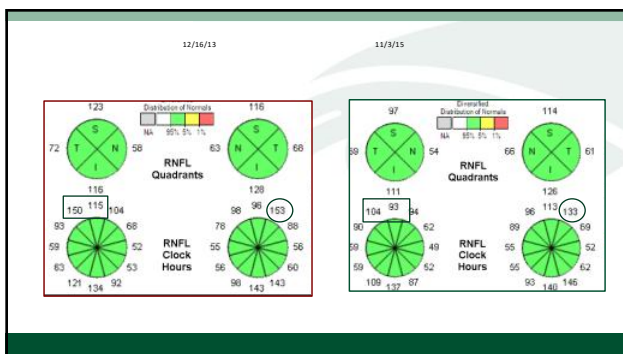 12/16/13 11/3/15
123 Distribution of Normals 116
NA 95% 5% 1%
S S
72 T N 58 63 N T 68
I I
RNFL
Quadrants
116 128
150 115 104 98 96 153
93 68 78 88
59 52 55 56
63 53 56 60
121 134 92 98 143 143
RNFL
Clock
Hours
97 Diversified 114
Distribution of Normals
NA 95% 5% 1%
S S
69 T N 54 66 N T 61
I I
RNFL
Quadrants
111 126
104 93 94 96 113 133
90 62 89 69
59 49 55 52
59 52 55 62
109 137 87 93 140 146
RNFL
Clock
Hours